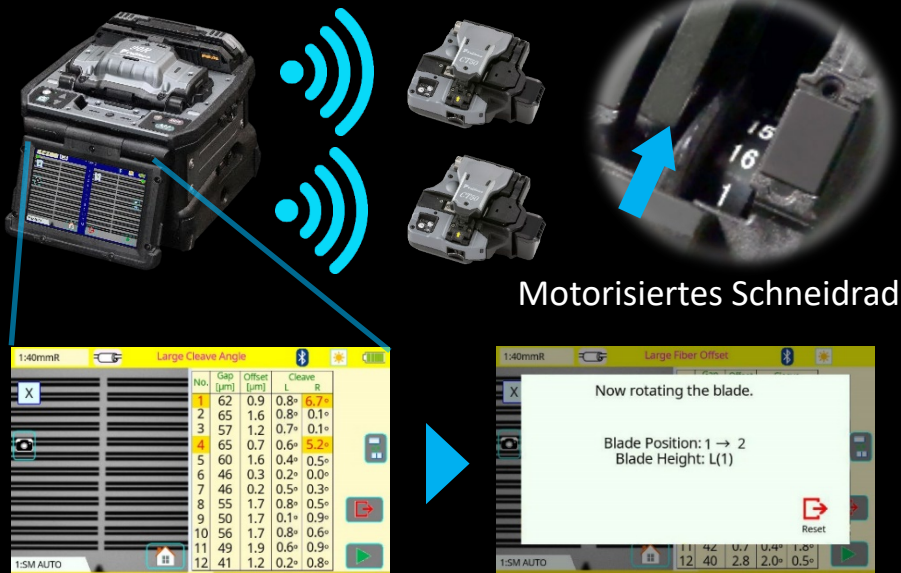 15
16
1
Motorisiertes Schneidrad
1:40mmR
Large Cleave Angle
No. Gap [µm] Offset [µm] Cleave L R
1 62 0.9 0.8° 6.7°
2 65 1.6 0.8° 0.1°
3 57 1.2 0.7° 0.1°
4 65 0.7 0.6° 5.2°
5 60 1.6 0.4° 0.5°
6 46 0.3 0.2° 0.0°
7 46 0.2 0.5° 0.3°
8 55 1.7 0.8° 0.5°
9 50 1.7 0.1° 0.9°
10 56 1.7 0.8° 0.6°
11 49 1.9 0.6° 0.9°
12 41 1.2 0.2° 0.8°
X
1:SM AUTO
1:40mmR
Large Fiber Offset
X
Now rotating the blade.
Blade Position: 1 → 2
Blade Height: L(1)
Reset
11 42 0.7 0.4° 1.8°
12 40 2.8 2.0° 0.5°
1:SM AUTO